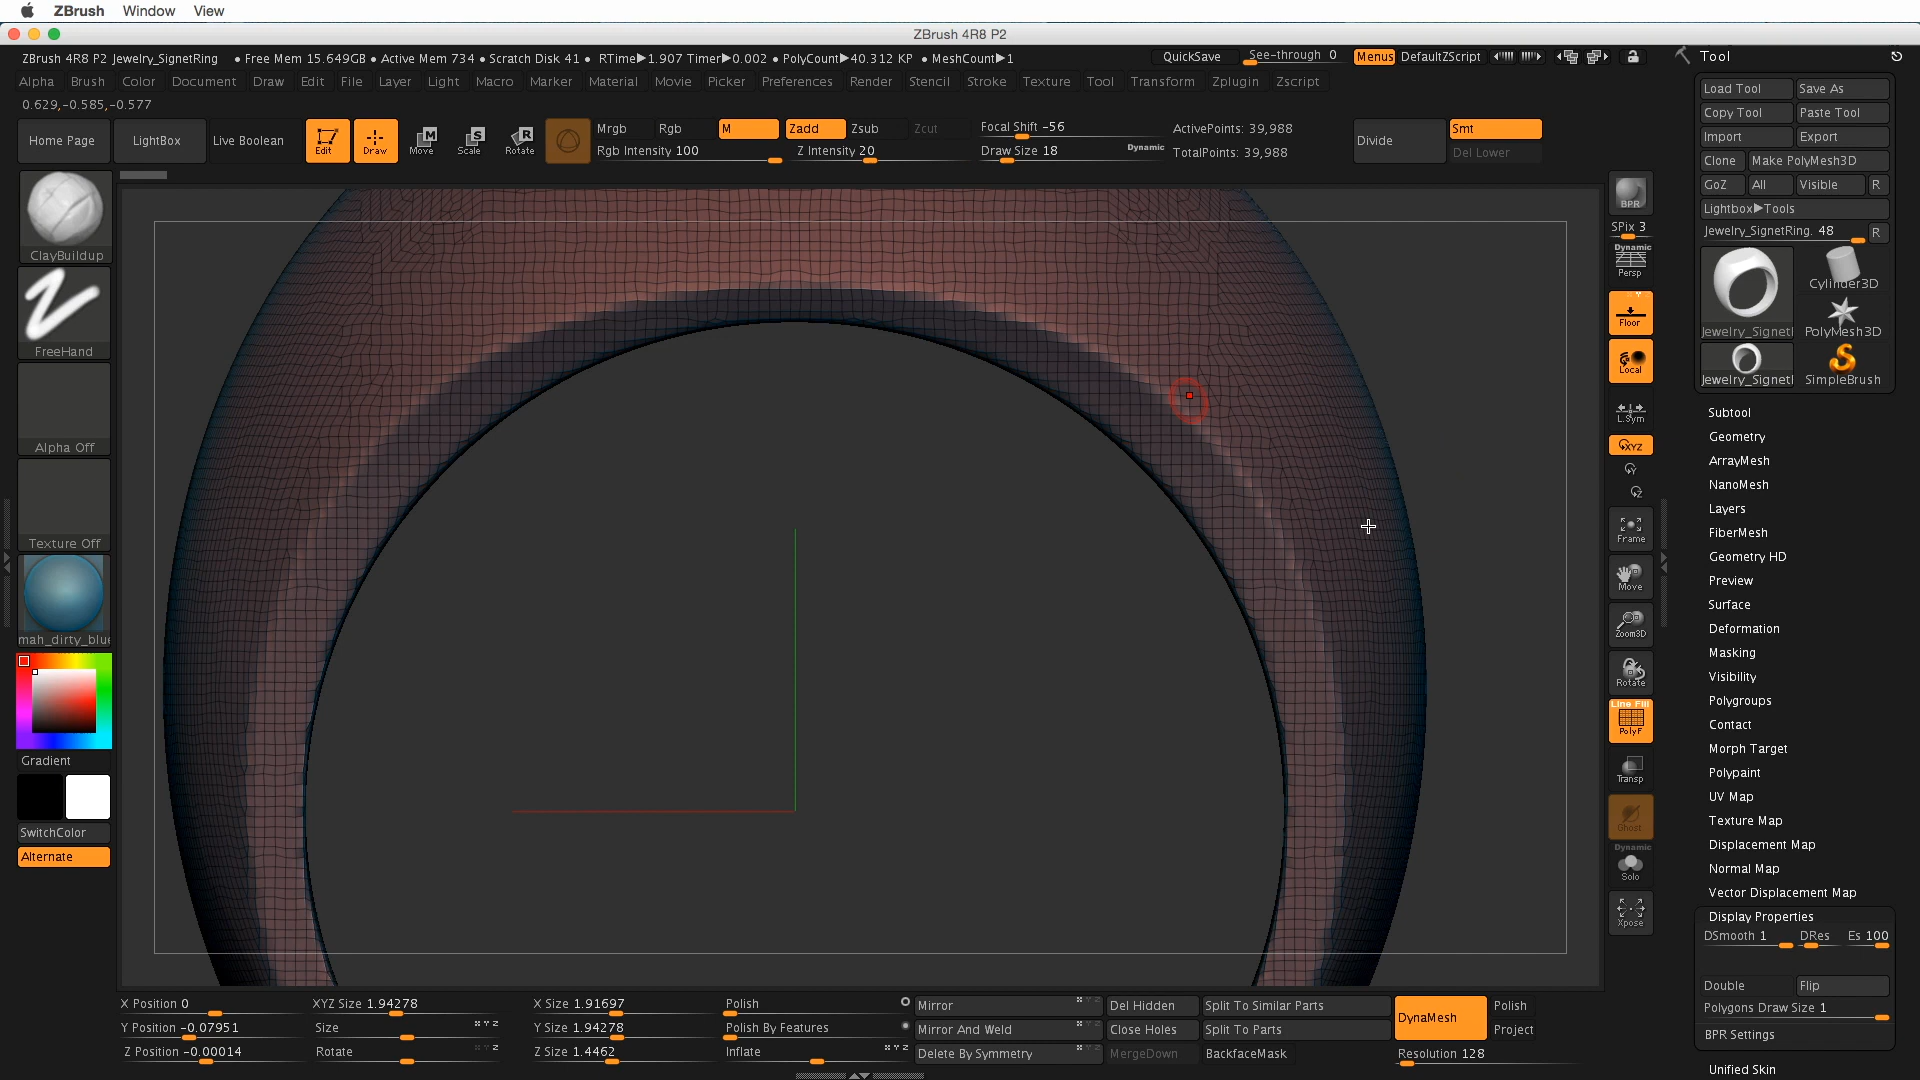 ZBrush Window View
ZBrush 4R8 P2
ZBrush 4R8 P2 Jewelry_SignetRing • Free Mem 15.649GB • Active Mem 734 • Scratch Disk 41 • RTime▶1.907 Timer▶0.002 • PolyCount▶40.312 KP • MeshCount▶1 QuickSave See-through 0 Menus DefaultZScript Tool
Alpha Brush Color Document Draw Edit File Layer Light Macro Marker Material Movie Picker Preferences Render Stencil Stroke Texture Tool Transform Zplugin Zscript
Load Tool Save As
0.629,-0.585,-0.577
Copy Tool Paste Tool
Home Page LightBox Live Boolean Edit Draw Move Scale Rotate
Mrgb Rgb M Zadd Zsub Zcut
Focal Shift -56
ActivePoints: 39,988
Rgb Intensity 100 Z Intensity 20 Draw Size 18 Dynamic
TotalPoints: 39,988
Divide Smt
Del Lower
Import Export
Clone Make PolyMesh3D
GoZ All Visible R
Lightbox▶Tools
Jewelry_SignetRing. 48 R
Cylinder3D
Jewelry_Signetl PolyMesh3D
Jewelry_Signetl SimpleBrush
ClayBuildup
FreeHand
Alpha Off
Texture Off
mah_dirty_blue
Gradient
SwitchColor
Alternate
BPR
SPix 3
Dynamic
Persp
Floor
Local
L.Sym
XYZ
Y
Z
Frame
Move
Zoom3D
Rotate
Line Fill
PolyF
Transp
Ghost
Dynamic
Solo
Xpose
Subtool
Geometry
ArrayMesh
NanoMesh
Layers
FiberMesh
Geometry HD
Preview
Surface
Deformation
Masking
Visibility
Polygroups
Contact
Morph Target
Polypaint
UV Map
Texture Map
Displacement Map
Normal Map
Vector Displacement Map
Display Properties
DSmooth 1 DRes Es 100
Double Flip
Polygons Draw Size 1
BPR Settings
Unified Skin
X Position 0 XYZ Size 1.94278 X Size 1.91697 Polish Mirror Del Hidden Split To Similar Parts DynaMesh Polish
Y Position -0.07951 Size Y Size 1.94278 Polish By Features Mirror And Weld Close Holes Split To Parts Project
Z Position -0.00014 Rotate Z Size 1.4462 Inflate Delete By Symmetry MergeDown BackfaceMask Resolution 128